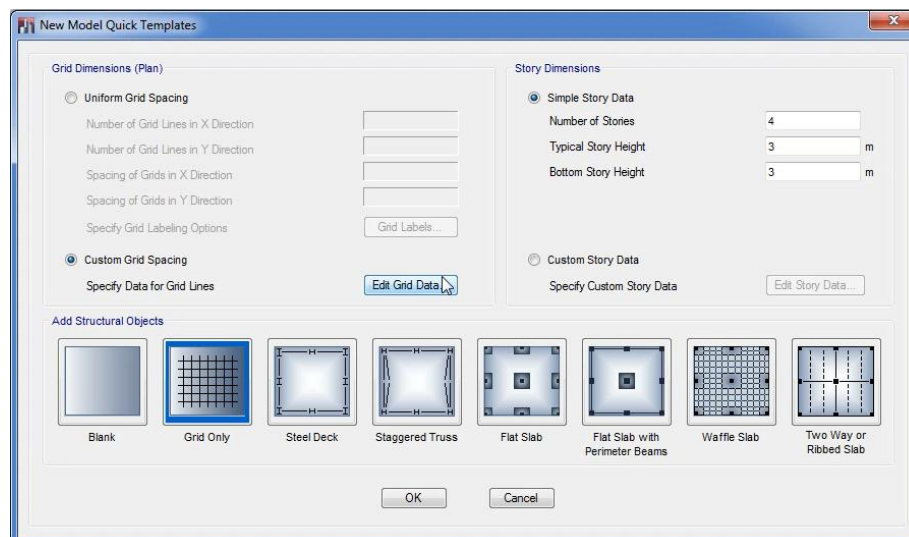 New Model Quick Templates
Grid Dimensions (Plan)
Uniform Grid Spacing
Number of Grid Lines in X Direction
Number of Grid Lines in Y Direction
Spacing of Grids in X Direction
Spacing of Grids in Y Direction
Specify Grid Labeling Options Grid Labels...
Custom Grid Spacing
Specify Data for Grid Lines Edit Grid Data...
Story Dimensions
Simple Story Data
Number of Stories 4
Typical Story Height 3 m
Bottom Story Height 3 m
Custom Story Data
Specify Custom Story Data Edit Story Data...
Add Structural Objects
Blank
Grid Only
Steel Deck
Staggered Truss
Flat Slab
Flat Slab with
Perimeter Beams
Waffle Slab
Two Way or
Ribbed Slab
OK Cancel